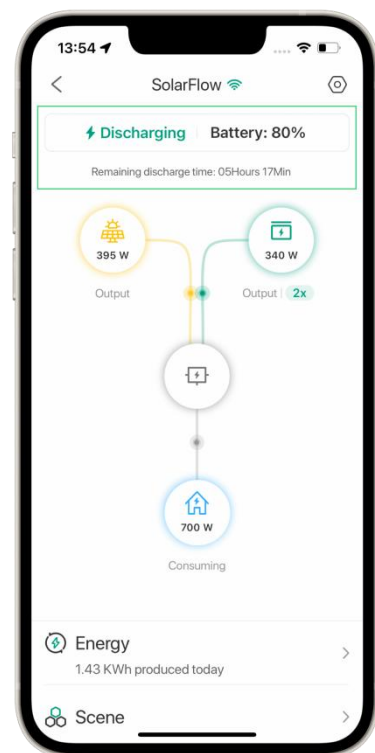 13:54
SolarFlow
Discharging Battery: 80%
Remaining discharge time: 05Hours 17Min
395 W
340 W
Output
Output 2x
700 W
Consuming
Energy
1.43 KWh produced today
Scene